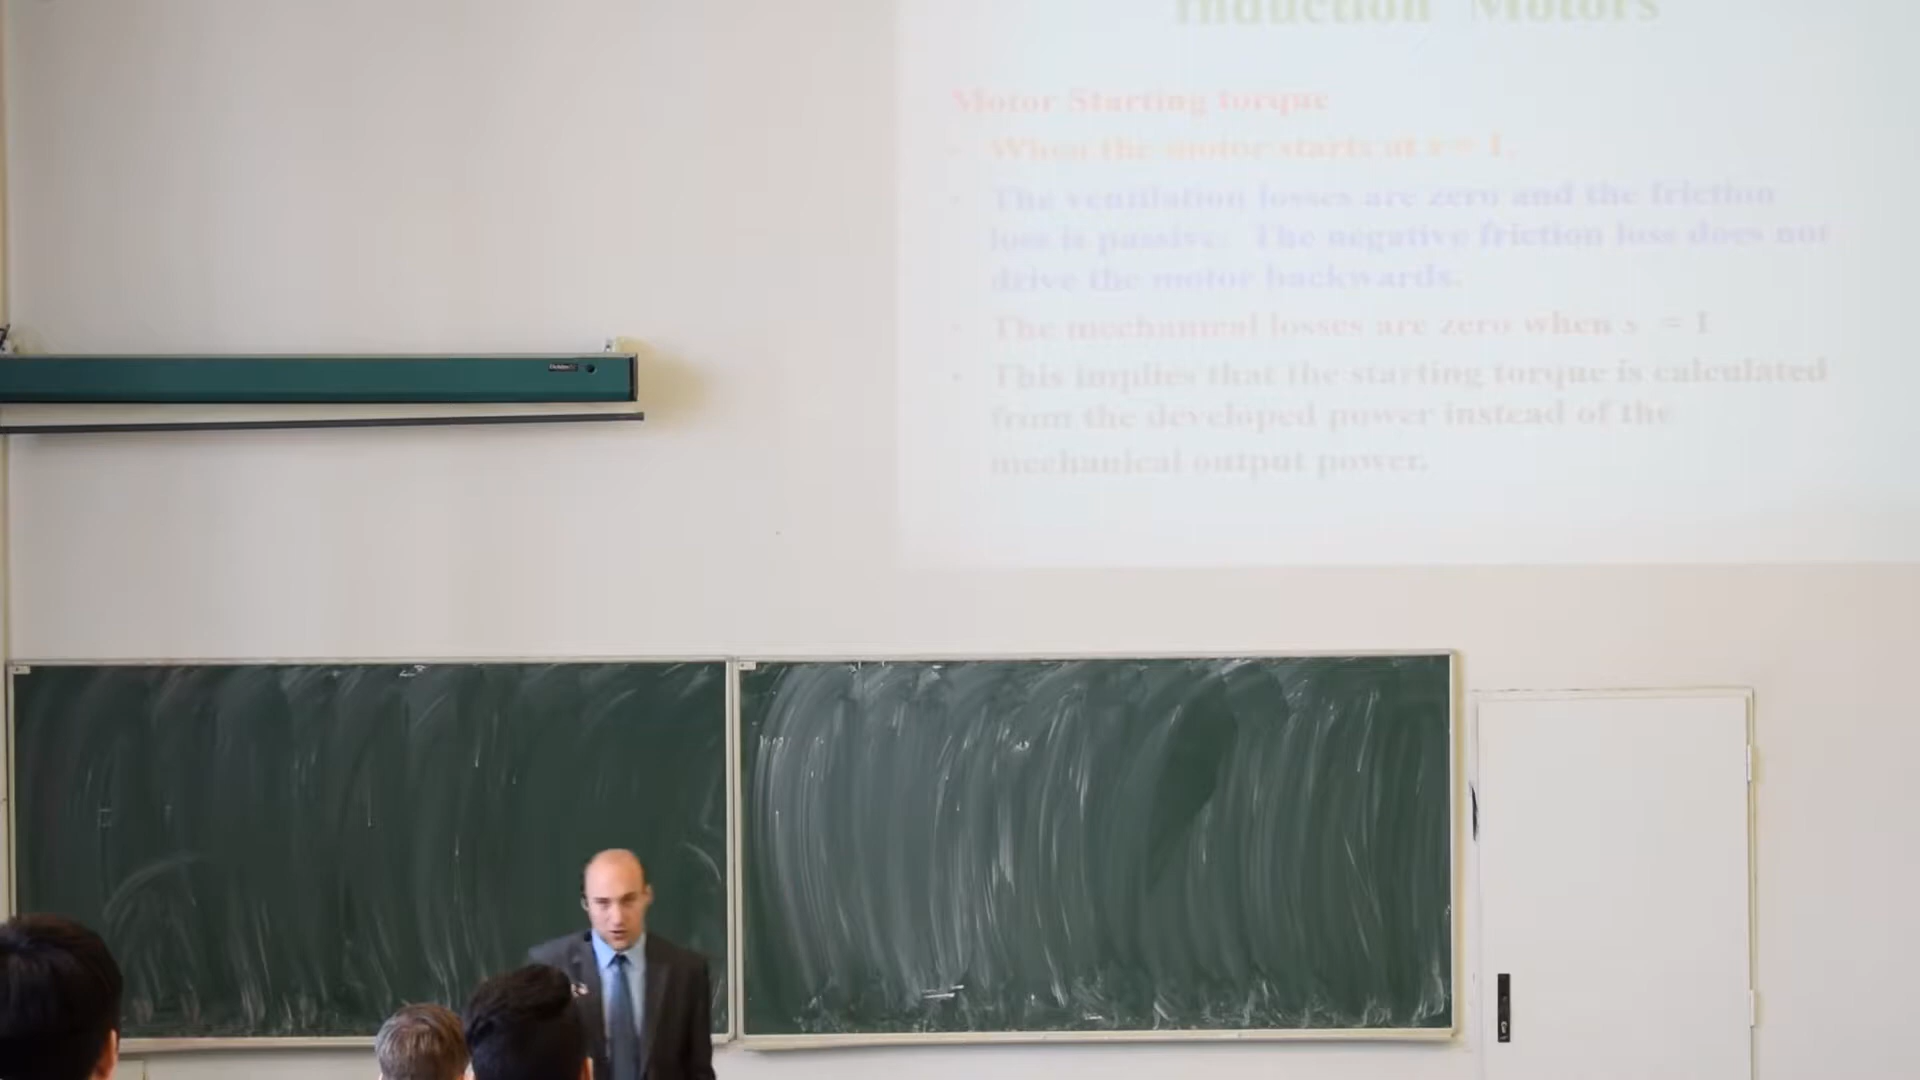 Induction Motors
Motor Starting torque
• When the motor starts at s = 1,
• The ventilation losses are zero and the friction
loss is passive. The negative friction loss does not
drive the motor backwards.
• The mechanical losses are zero when s = 1
• This implies that the starting torque is calculated
from the developed power instead of the
mechanical output power.